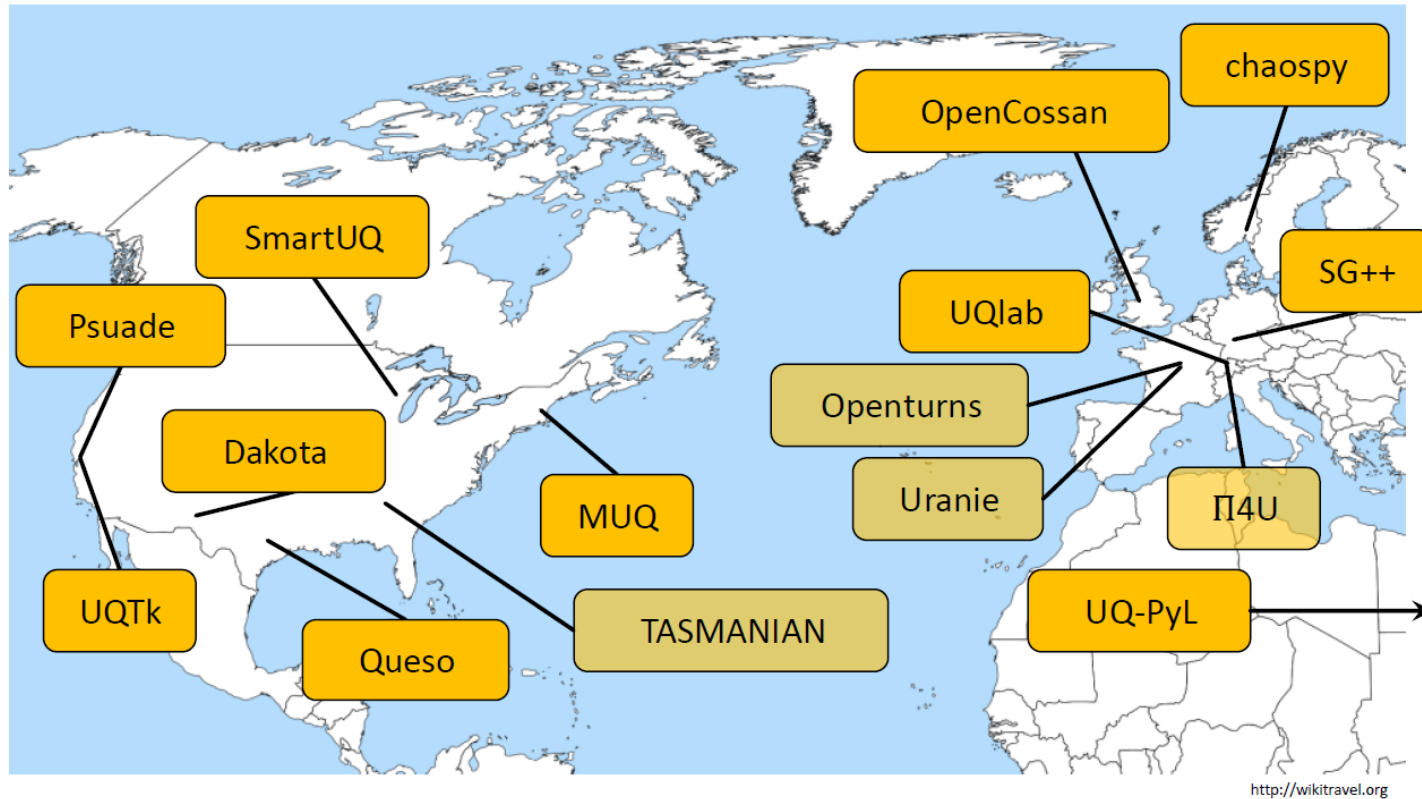 chaospy
OpenCossan
SmartUQ
SG++
Psuade
UQlab
Openturns
Dakota
Uranie
Π4U
MUQ
UQTk
UQ-PyL
TASMANIAN
Queso
http://wikitravel.org